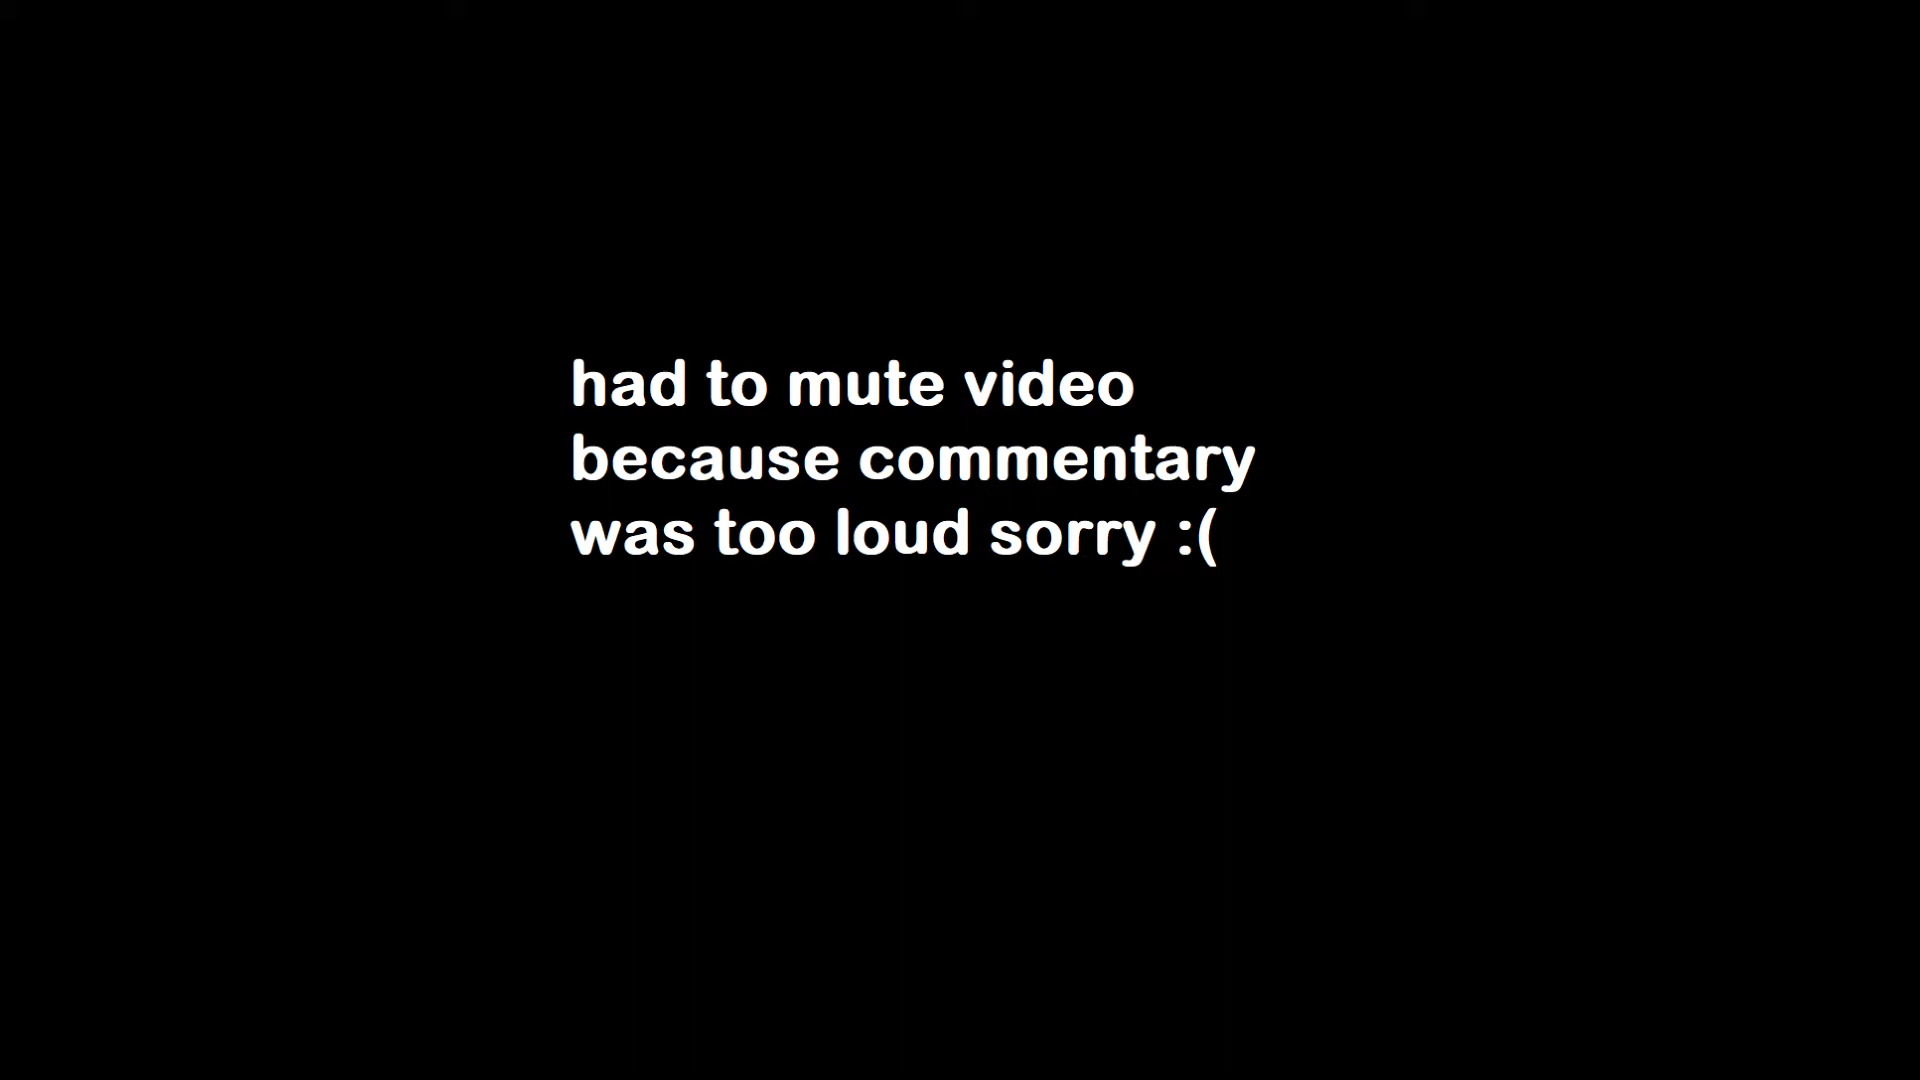 had to mute video
because commentary
was too loud sorry :(